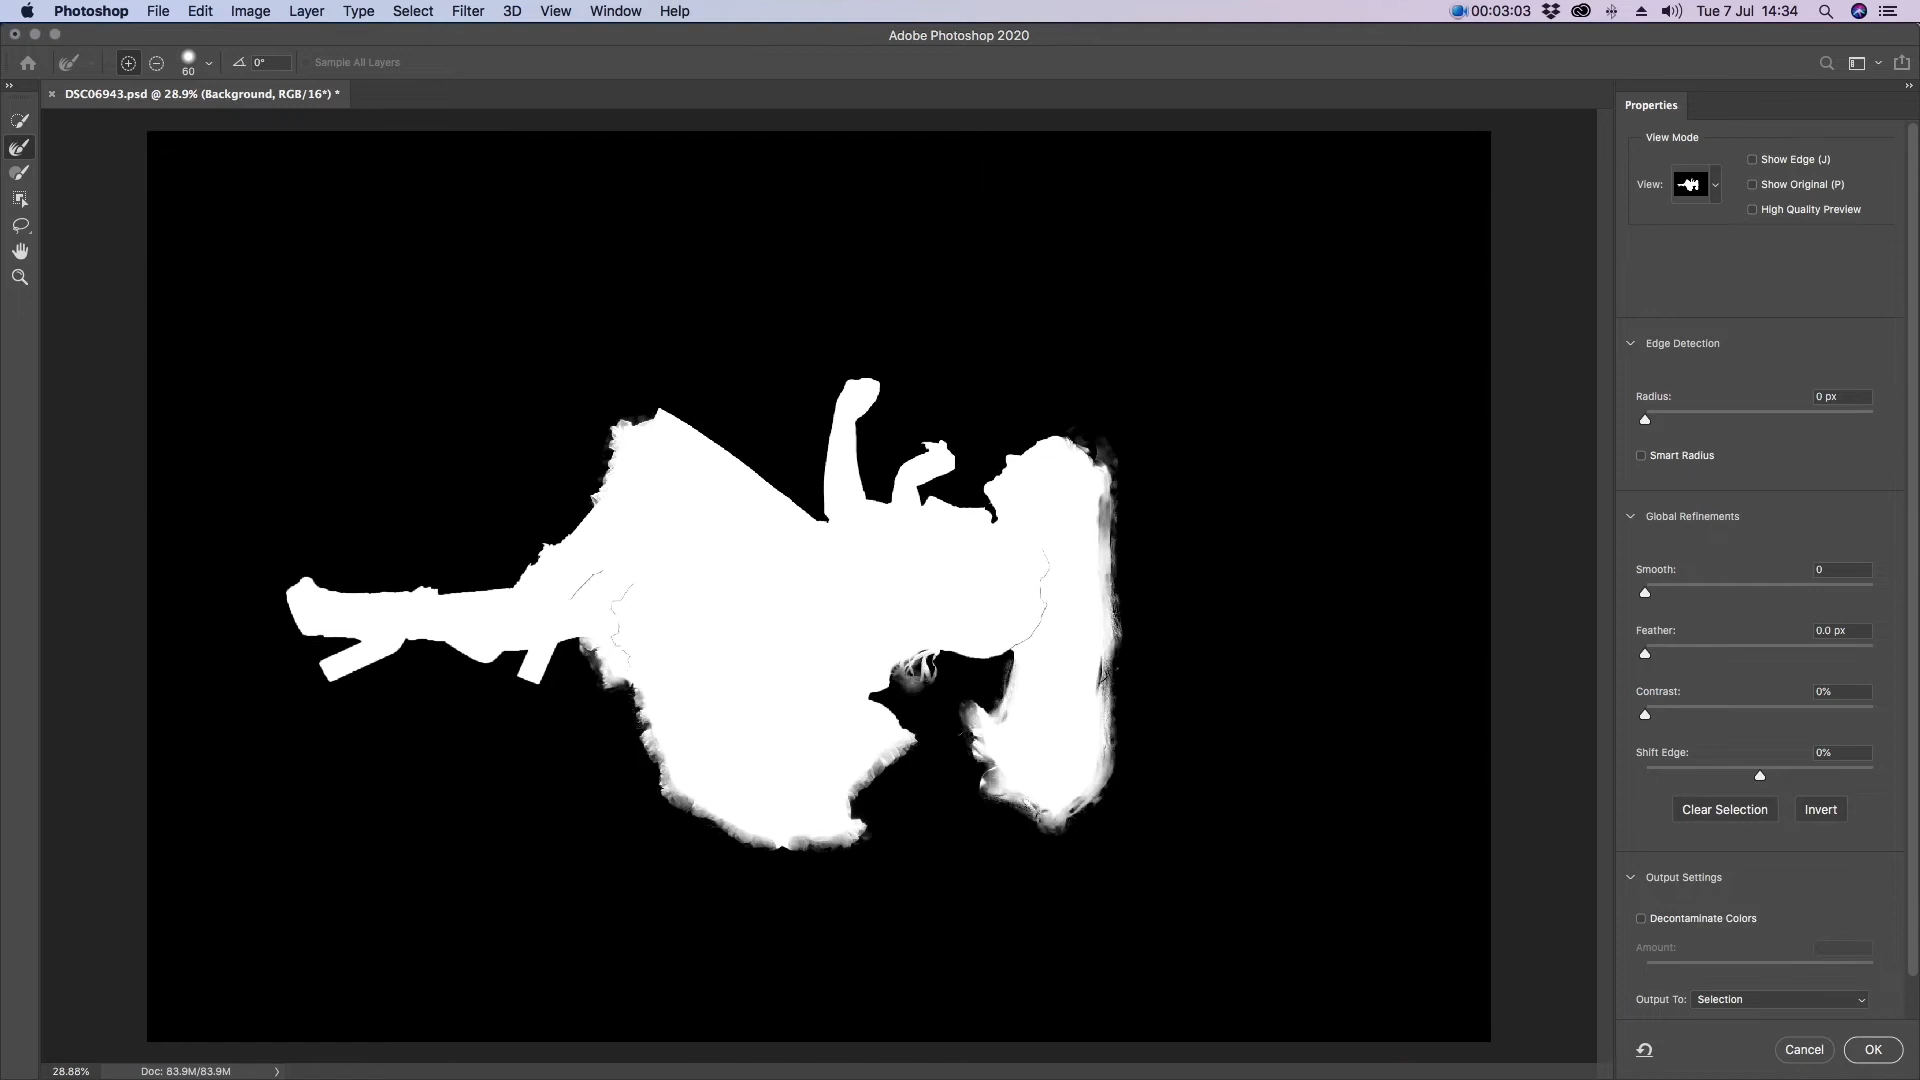 Photoshop File Edit Image Layer Type Select Filter 3D View Window Help 00:03:03 Tue 7 Jul 14:34
Adobe Photoshop 2020
60 0° Sample All Layers
DSC06943.psd @ 28.9% (Background, RGB/16*) *
Properties
View Mode
Show Edge (J)
View: Show Original (P)
High Quality Preview
Edge Detection
Radius: 0 px
Smart Radius
Global Refinements
Smooth: 0
Feather: 0.0 px
Contrast: 0%
Shift Edge: 0%
Clear Selection Invert
Output Settings
Decontaminate Colors
Amount:
Output To: Selection
Cancel OK
28.88% Doc: 83.9M/83.9M